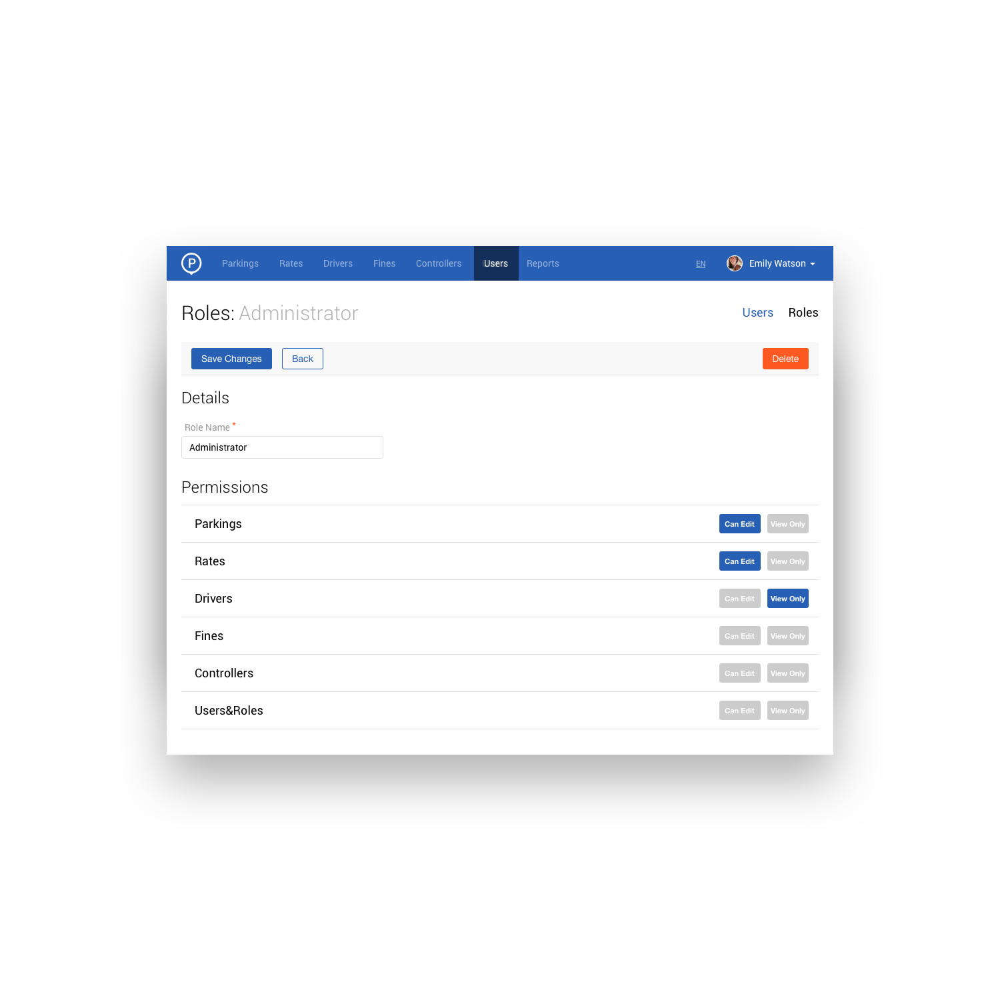 P Parkings Rates Drivers Fines Controllers Users Reports EN Emily Watson
Roles: Administrator Users Roles
Save Changes Back Delete
Details
Role Name *
Administrator
Permissions
Parkings Can Edit View Only
Rates Can Edit View Only
Drivers Can Edit View Only
Fines Can Edit View Only
Controllers Can Edit View Only
Users&Roles Can Edit View Only